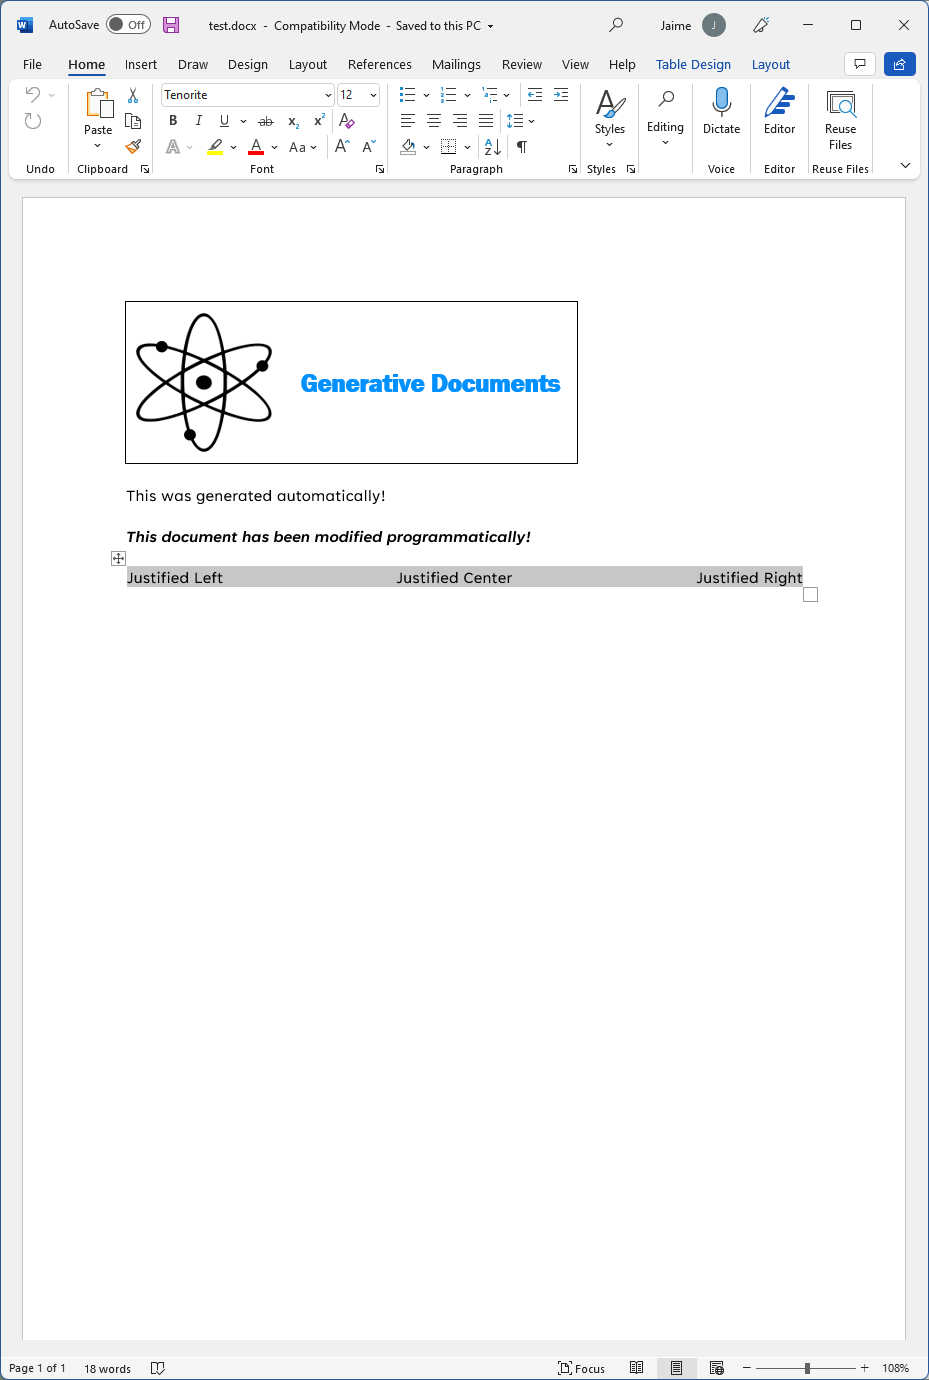 AutoSave Off test.docx - Compatibility Mode - Saved to this PC Jaime J
File Home Insert Draw Design Layout References Mailings Review View Help Table Design Layout
Tenorite 12
Paste
B I U ab x₂ x² A
A A Aa A A
Styles
Editing
Dictate
Editor
Reuse Files
Undo Clipboard Font Paragraph Styles Voice Editor Reuse Files
Generative Documents
This was generated automatically!
This document has been modified programmatically!
Justified Left Justified Center Justified Right
Page 1 of 1 18 words Focus 108%